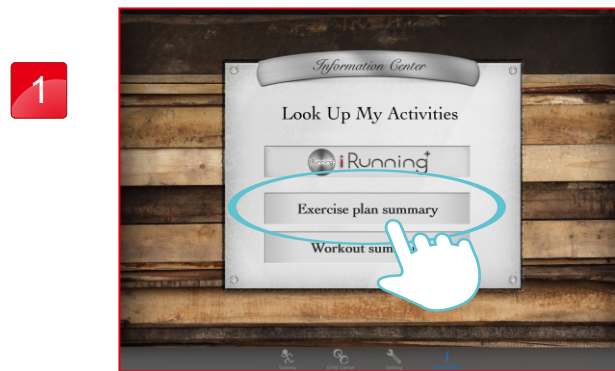 1
Information Center
Look Up My Activities
iRunning+
Exercise plan summary
Workout sum